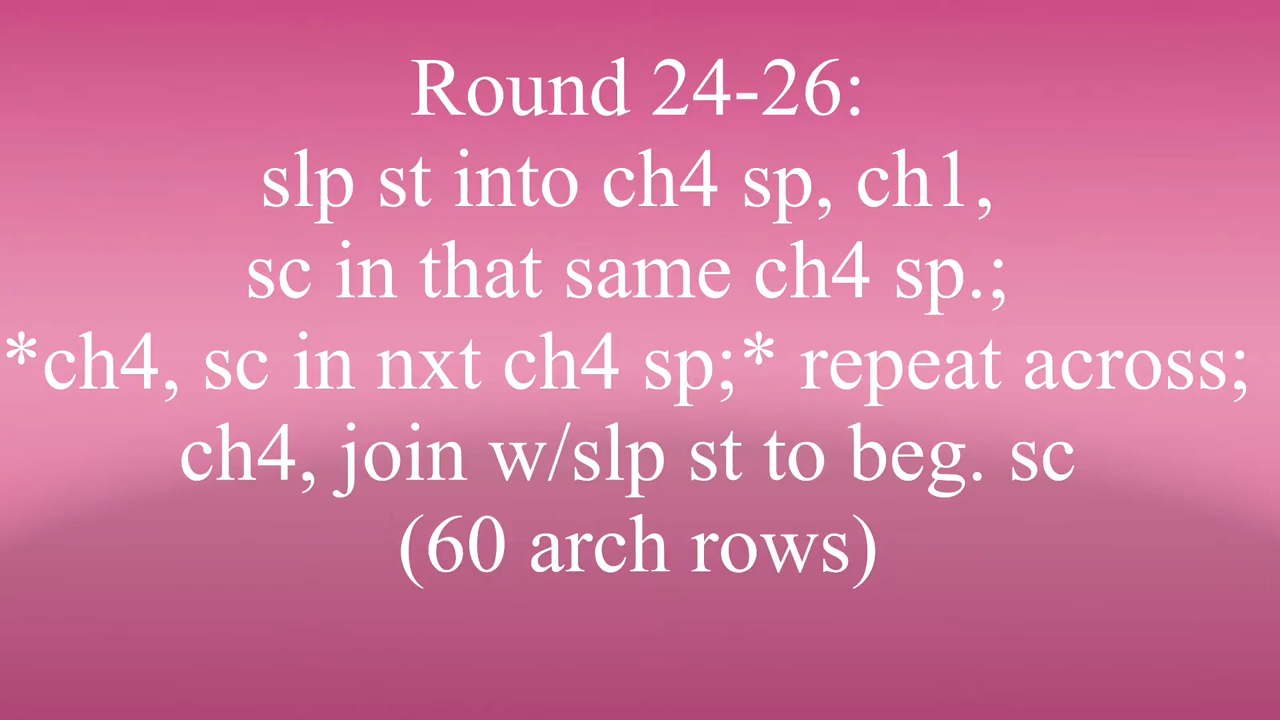 Round 24-26:
slp st into ch4 sp, ch1,
sc in that same ch4 sp.;
*ch4, sc in nxt ch4 sp;* repeat across;
ch4, join w/slp st to beg. sc
(60 arch rows)